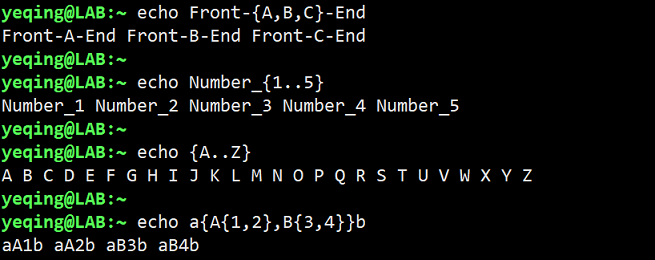 yeqing@LAB:~ echo Front-{A,B,C}-End
Front-A-End Front-B-End Front-C-End
yeqing@LAB:~
yeqing@LAB:~ echo Number_{1..5}
Number_1 Number_2 Number_3 Number_4 Number_5
yeqing@LAB:~
yeqing@LAB:~ echo {A..Z}
A B C D E F G H I J K L M N O P Q R S T U V W X Y Z
yeqing@LAB:~
yeqing@LAB:~ echo a{A{1,2},B{3,4}}b
aA1b aA2b aB3b aB4b